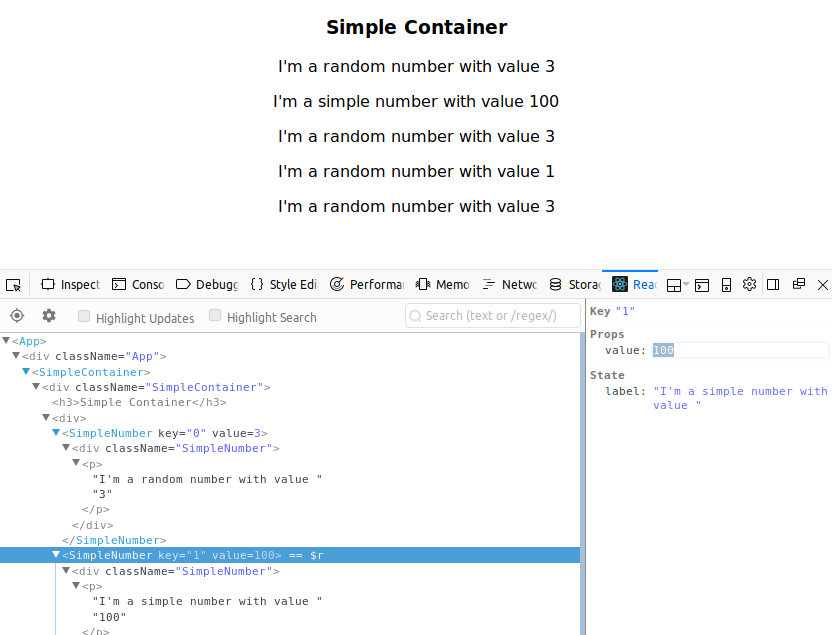 Simple Container
I'm a random number with value 3
I'm a simple number with value 100
I'm a random number with value 3
I'm a random number with value 1
I'm a random number with value 3
Inspect Conso Debugg { } Style Edi Performa Memo Netwo Storag Rea
Highlight Updates Highlight Search Search (text or /regex/)
<App>
<div className="App">
<SimpleContainer>
<div className="SimpleContainer">
<h3>Simple Container</h3>
<div>
<SimpleNumber key="0" value=3>
<div className="SimpleNumber">
<p>
"I'm a random number with value "
"3"
</p>
</div>
</SimpleNumber>
<SimpleNumber key="1" value=100> == $r
<div className="SimpleNumber">
<p>
"I'm a simple number with value "
"100"
</p>
Key "1"
Props
value: 100
State
label: "I'm a simple number with
value "